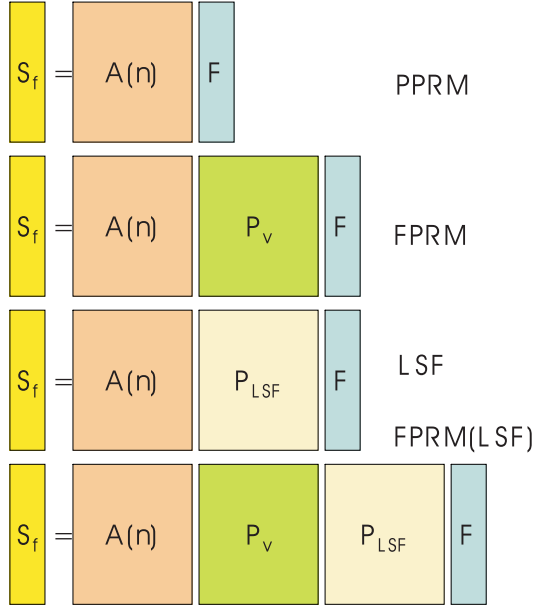 S_f = A(n) F PPRM
S_f = A(n) P_v F FPRM
S_f = A(n) P_LSF F LSF
FPRM(LSF)
S_f = A(n) P_v P_LSF F